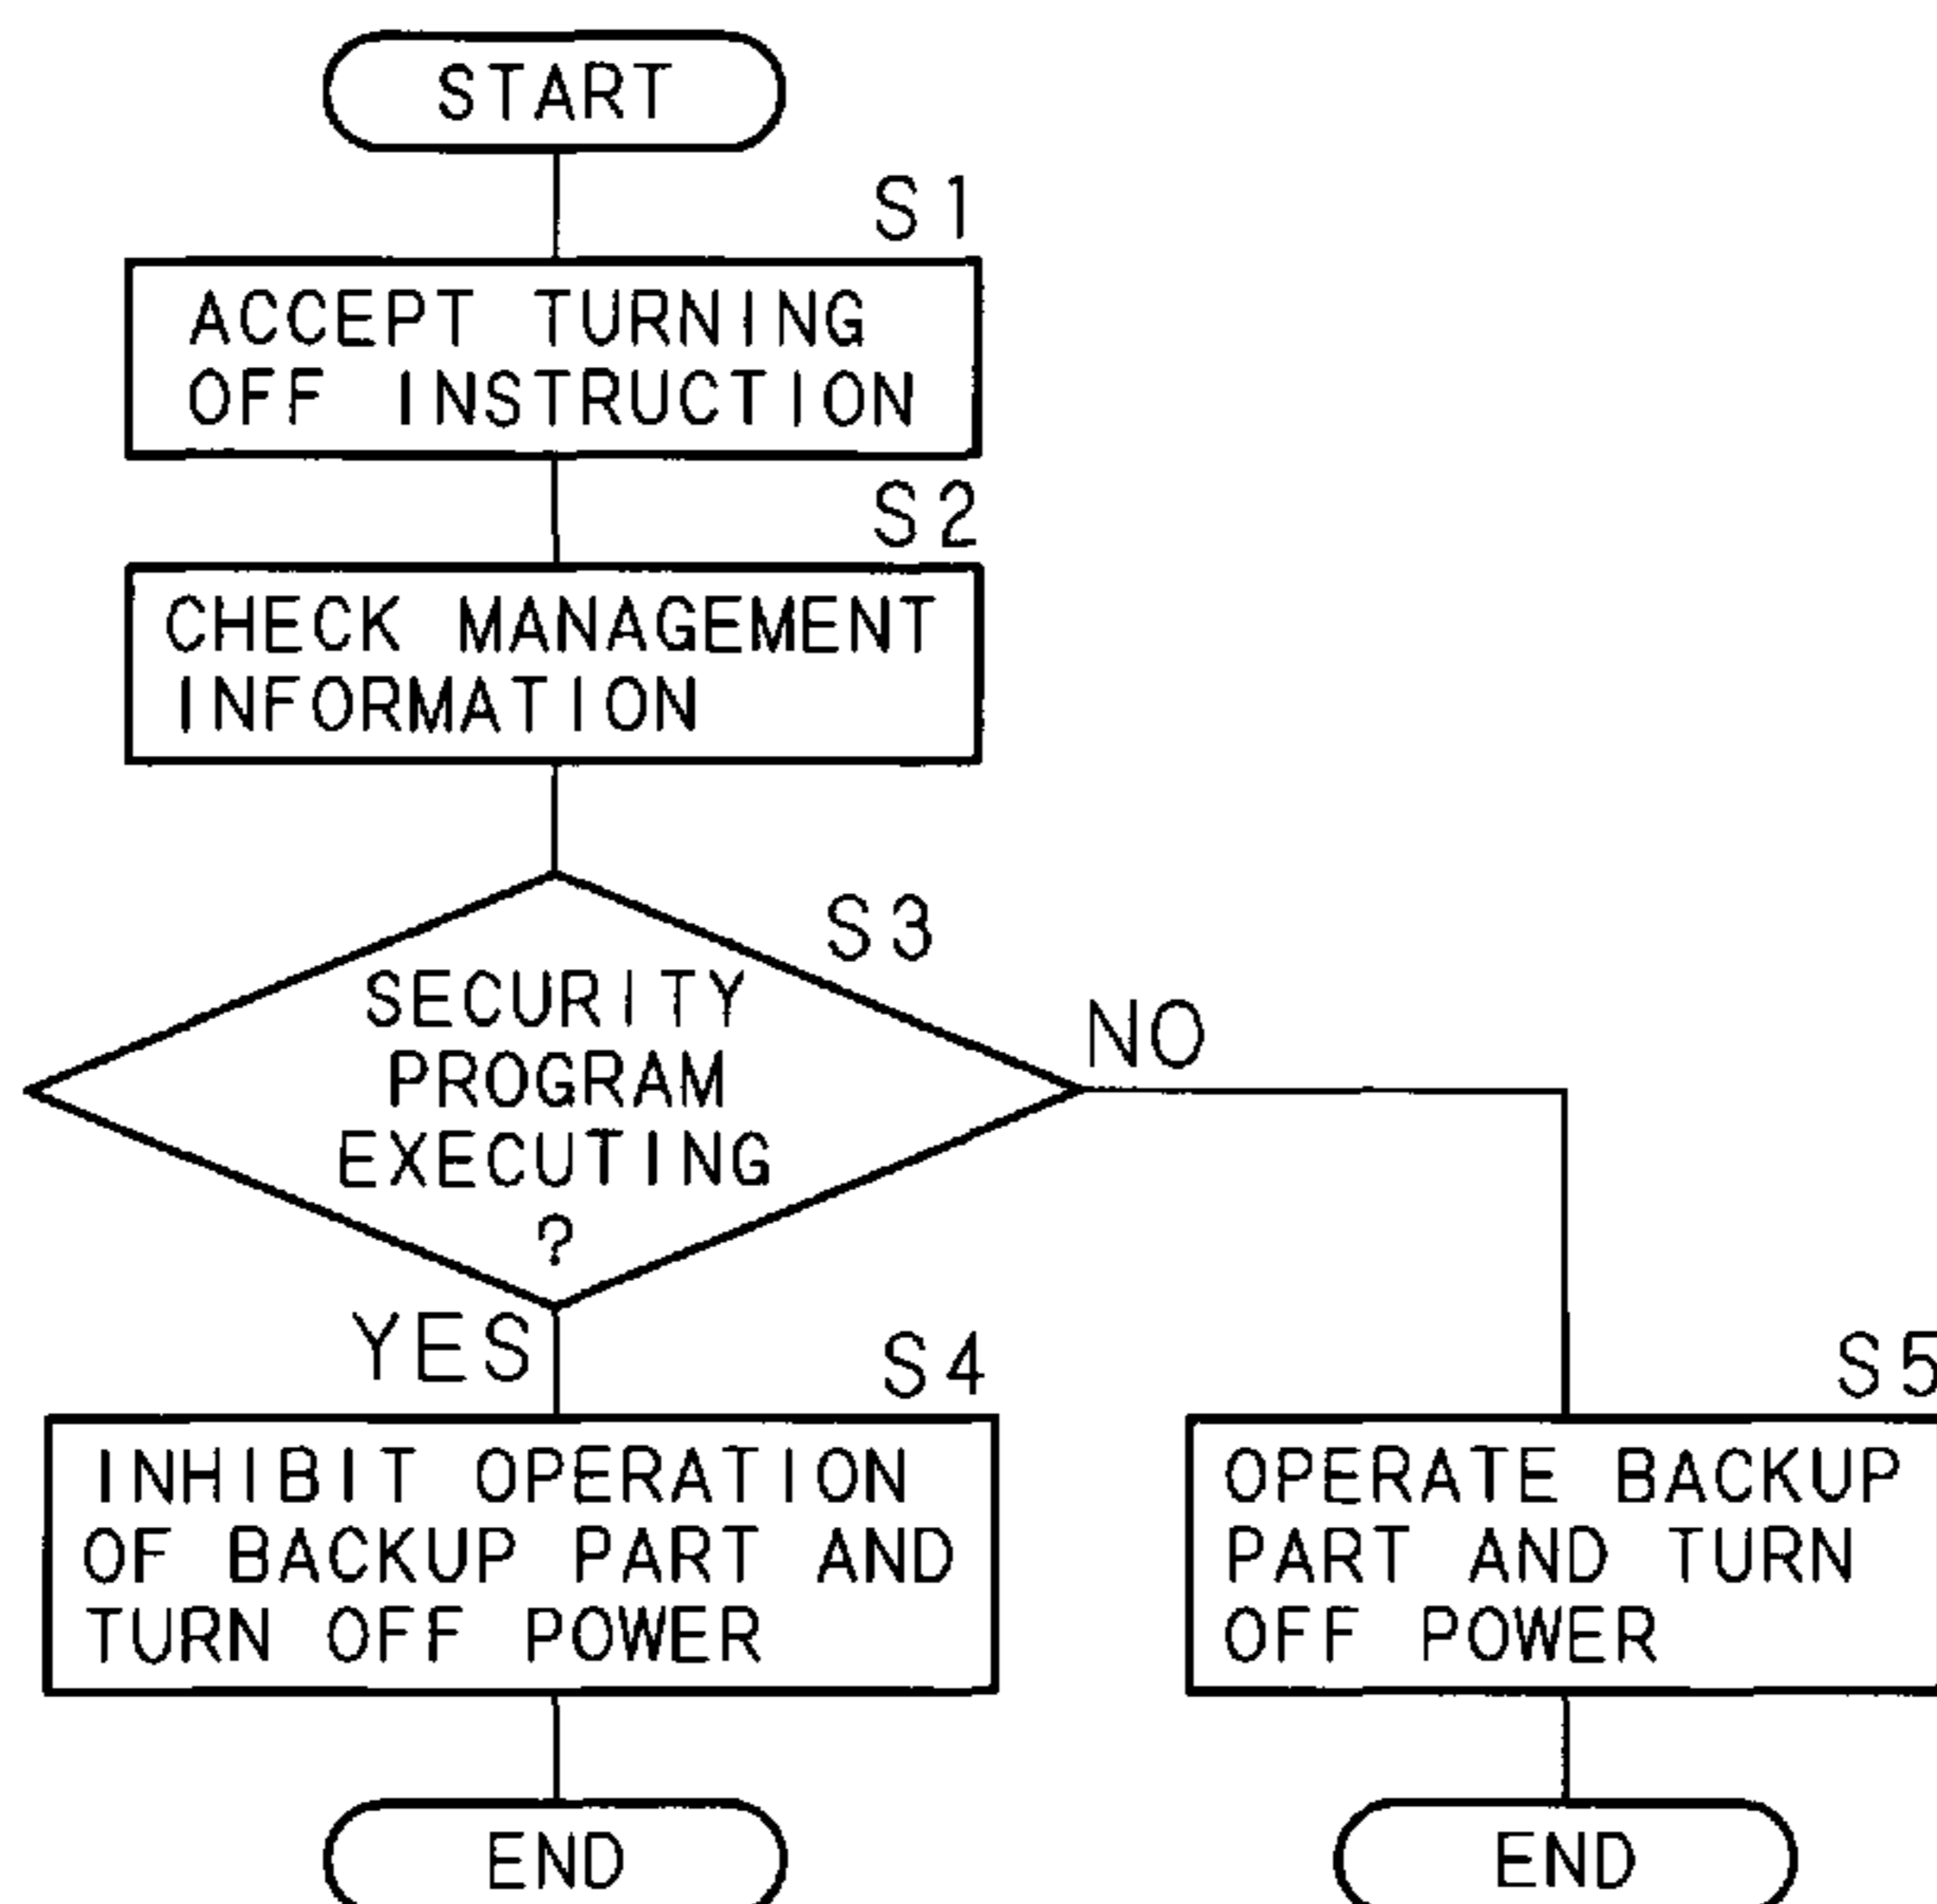 START
S1
ACCEPT TURNING
OFF INSTRUCTION
S2
CHECK MANAGEMENT
INFORMATION
S3
SECURITY
PROGRAM
EXECUTING
?
NO
YES
S4
INHIBIT OPERATION
OF BACKUP PART AND
TURN OFF POWER
S5
OPERATE BACKUP
PART AND TURN
OFF POWER
END
END